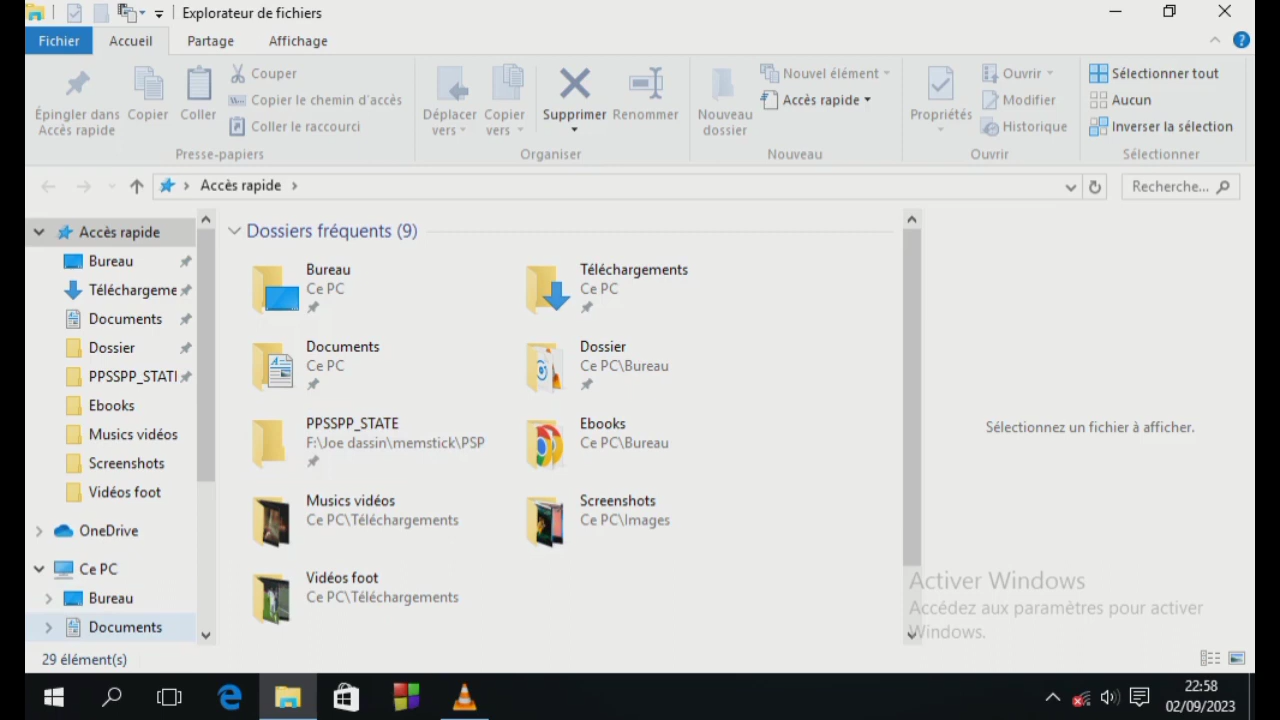 Explorateur de fichiers
Fichier
Accueil
Partage
Affichage
Épingler dans
Accès rapide
Copier
Coller
Couper
Copier le chemin d'accès
Coller le raccourci
Presse-papiers
Déplacer
vers
Copier
vers
Supprimer
Renommer
Organiser
Nouveau
dossier
Nouvel élément
Accès rapide
Nouveau
Propriétés
Ouvrir
Modifier
Historique
Ouvrir
Sélectionner tout
Aucun
Inverser la sélection
Sélectionner
Accès rapide
Recherche...
Accès rapide
Bureau
Téléchargeme
Documents
Dossier
PPSSPP_STATI
Ebooks
Musics vidéos
Screenshots
Vidéos foot
OneDrive
Ce PC
Bureau
Documents
Dossiers fréquents (9)
Bureau
Ce PC
Téléchargements
Ce PC
Documents
Ce PC
Dossier
Ce PC\Bureau
PPSSPP_STATE
F:\Joe dassin\memstick\PSP
Ebooks
Ce PC\Bureau
Musics vidéos
Ce PC\Téléchargements
Screenshots
Ce PC\Images
Vidéos foot
Ce PC\Téléchargements
Sélectionnez un fichier à afficher.
Activer Windows
Accédez aux paramètres pour activer
Windows.
29 élément(s)
22:58
02/09/2023